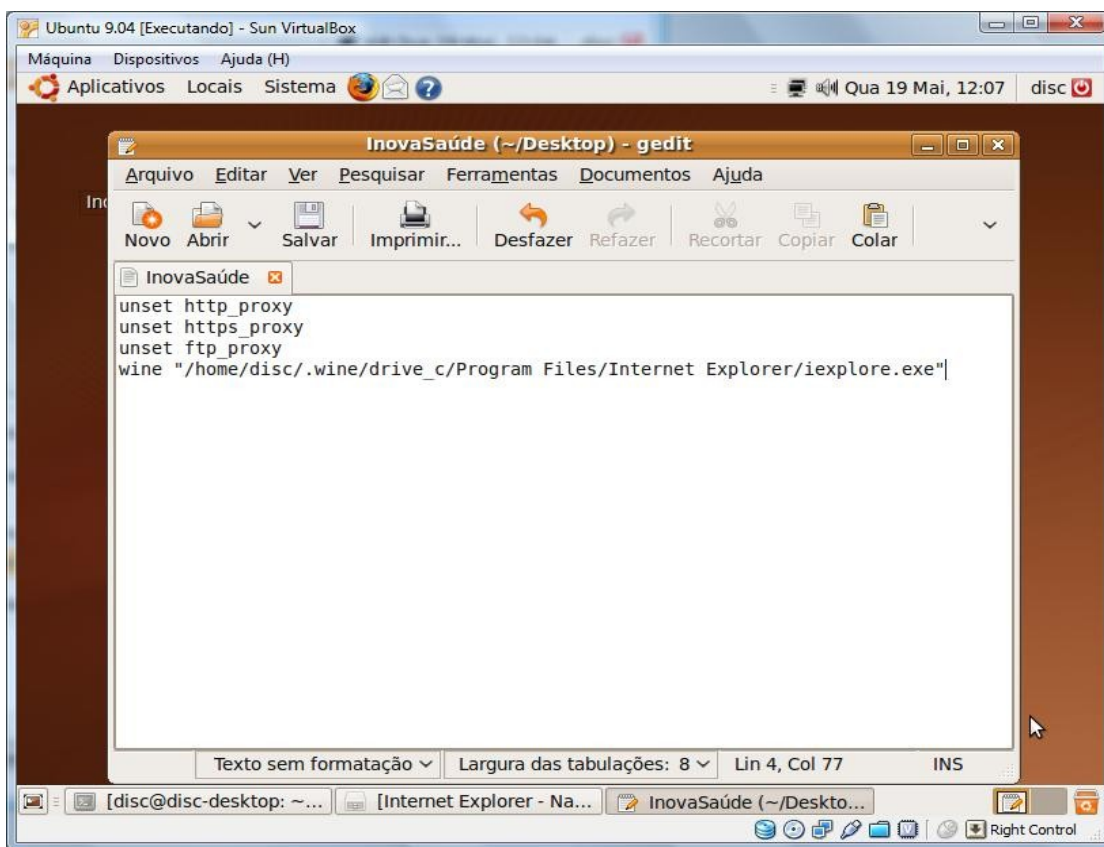 Ubuntu 9.04 [Executando] - Sun VirtualBox
Máquina Dispositivos Ajuda (H)
Aplicativos Locais Sistema Qua 19 Mai, 12:07 disc
InovaSaúde (~/Desktop) - gedit
Arquivo Editar Ver Pesquisar Ferramentas Documentos Ajuda
Novo Abrir Salvar Imprimir... Desfazer Refazer Recortar Copiar Colar
InovaSaúde
unset http_proxy
unset https_proxy
unset ftp_proxy
wine "/home/disc/.wine/drive_c/Program Files/Internet Explorer/iexplore.exe"
Texto sem formatação Largura das tabulações: 8 Lin 4, Col 77 INS
[disc@disc-desktop: ~... [Internet Explorer - Na... InovaSaúde (~/Deskto...
Right Control